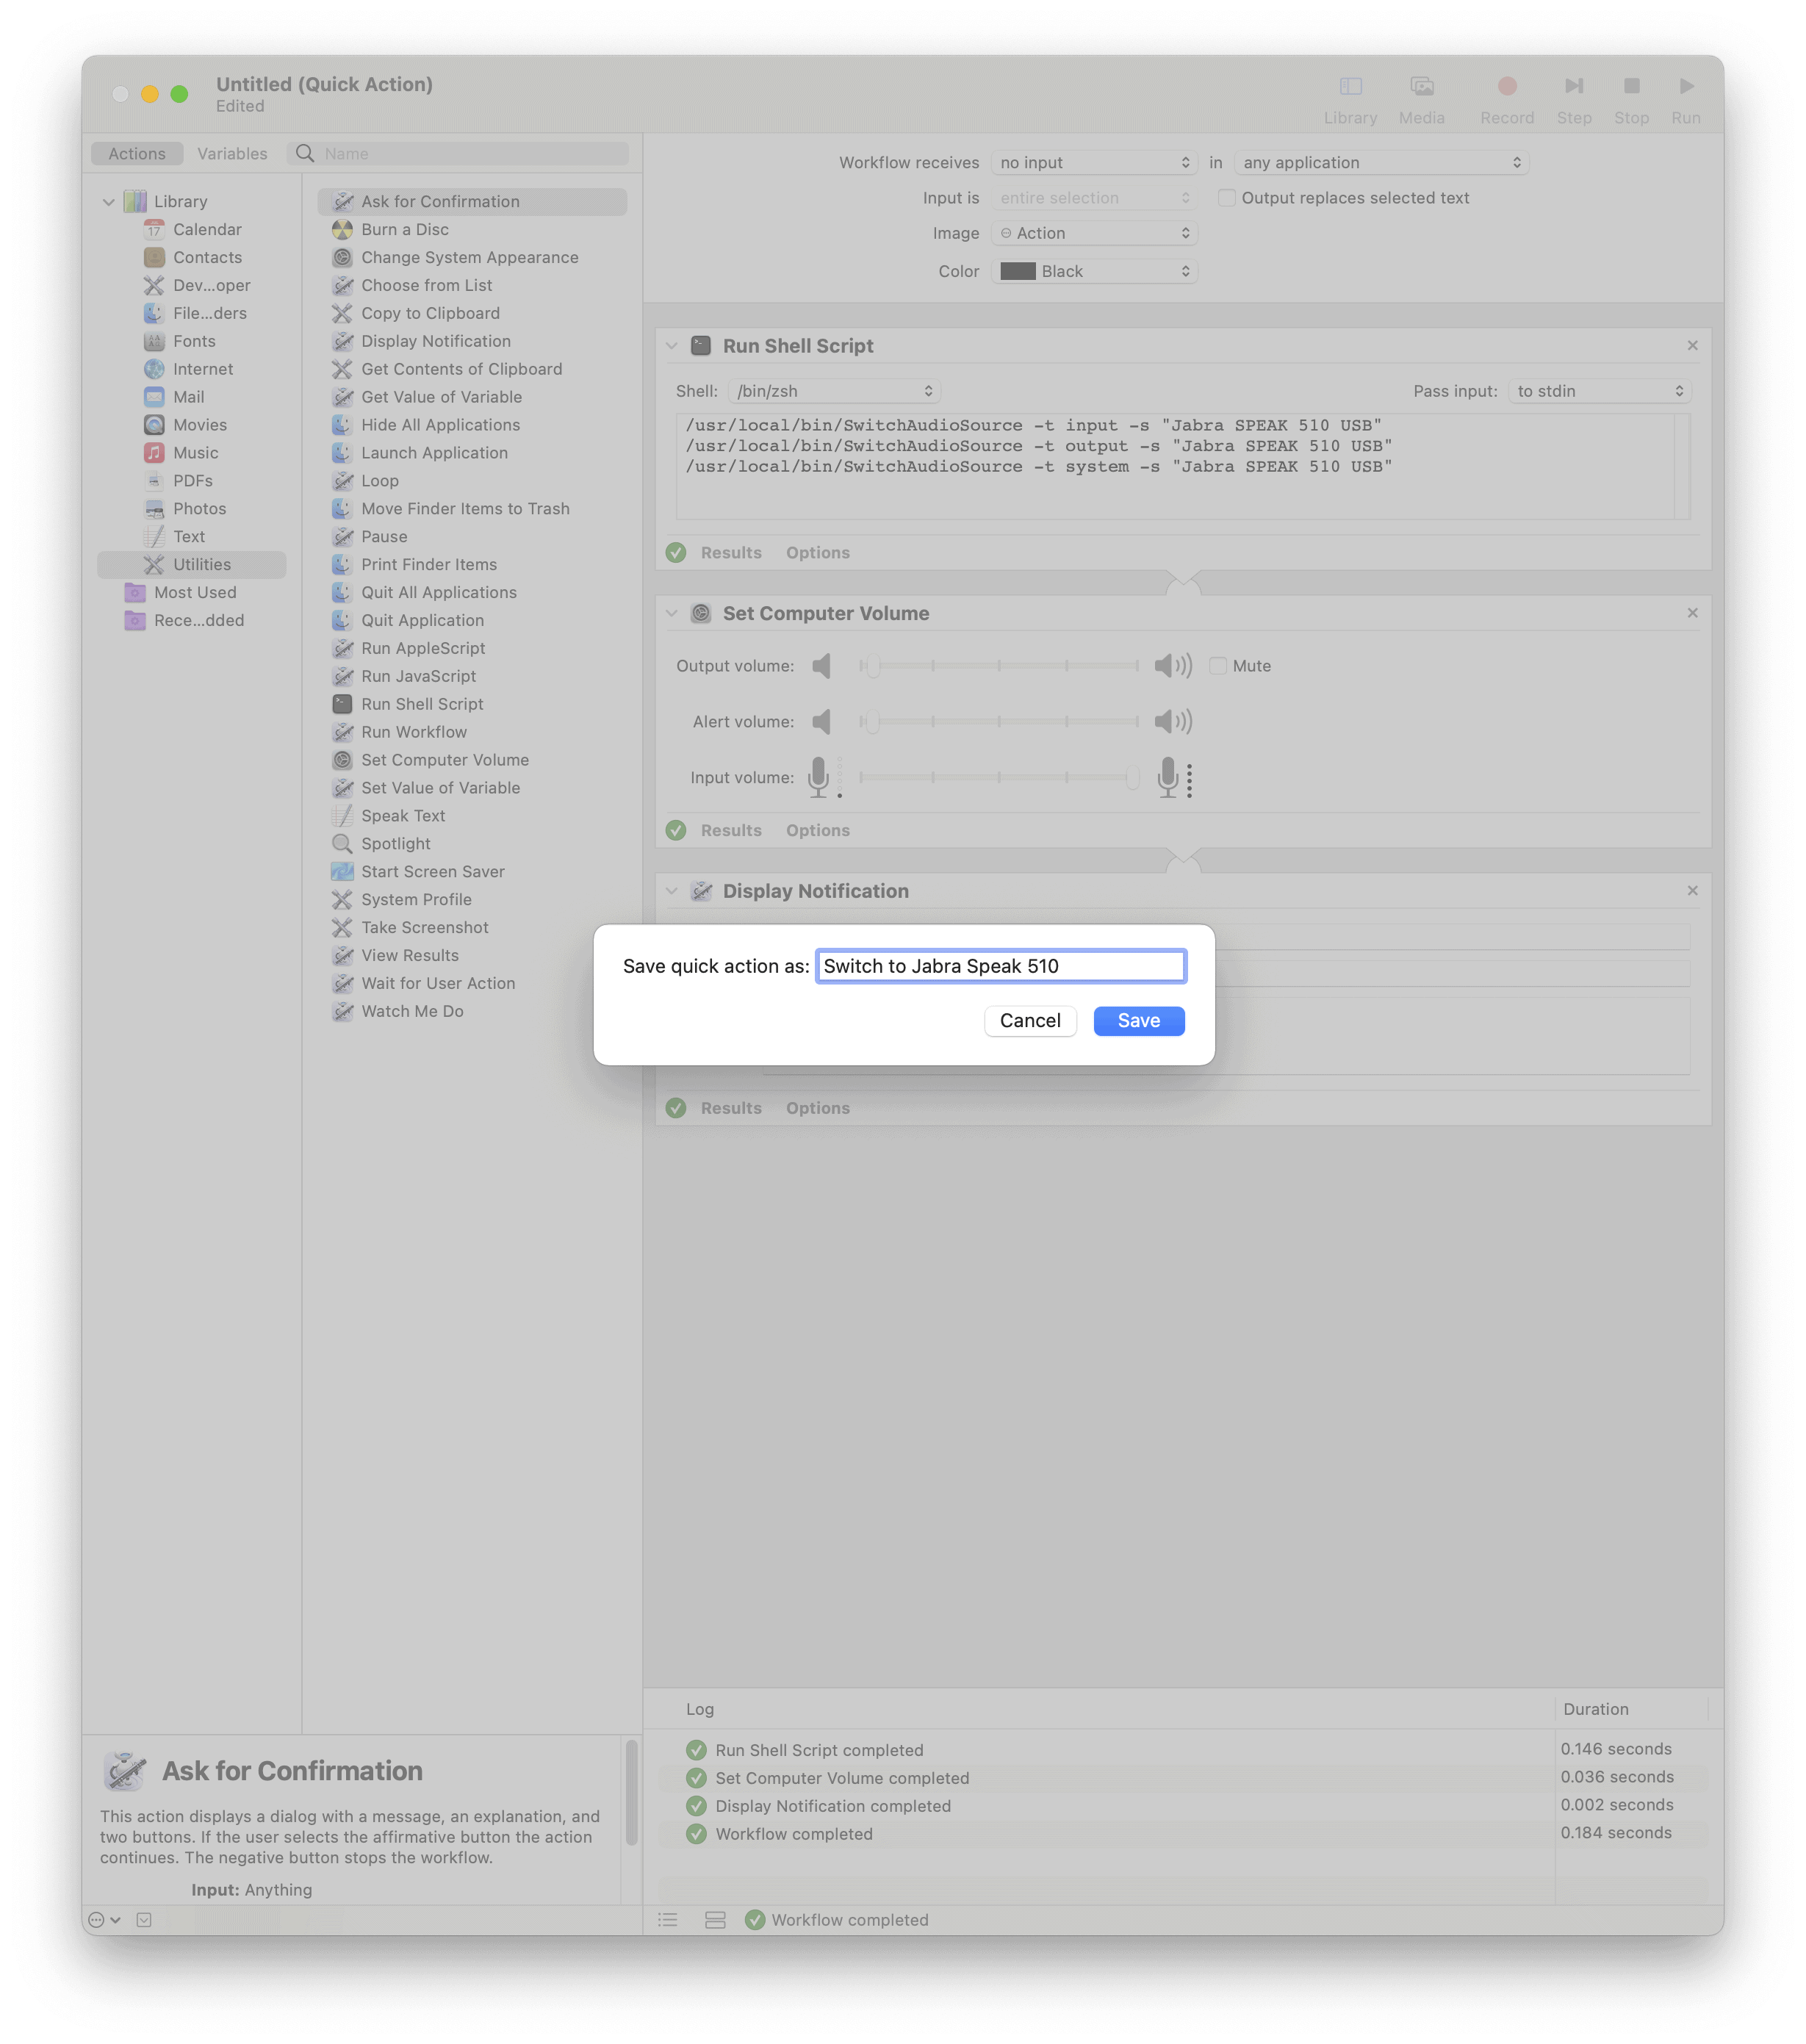 Untitled (Quick Action)
Edited
Library
Media
Record
Step
Stop
Run
Actions
Variables
Name
Library
Calendar
Contacts
Dev...oper
File...ders
Fonts
Internet
Mail
Movies
Music
PDFs
Photos
Text
Utilities
Most Used
Rece...dded
Ask for Confirmation
Burn a Disc
Change System Appearance
Choose from List
Copy to Clipboard
Display Notification
Get Contents of Clipboard
Get Value of Variable
Hide All Applications
Launch Application
Loop
Move Finder Items to Trash
Pause
Print Finder Items
Quit All Applications
Quit Application
Run AppleScript
Run JavaScript
Run Shell Script
Run Workflow
Set Computer Volume
Set Value of Variable
Speak Text
Spotlight
Start Screen Saver
System Profile
Take Screenshot
View Results
Wait for User Action
Watch Me Do
Workflow receives no input in any application
Input is entire selection Output replaces selected text
Image Action
Color Black
Run Shell Script
Shell: /bin/zsh Pass input: to stdin
/usr/local/bin/SwitchAudioSource -t input -s "Jabra SPEAK 510 USB"
/usr/local/bin/SwitchAudioSource -t output -s "Jabra SPEAK 510 USB"
/usr/local/bin/SwitchAudioSource -t system -s "Jabra SPEAK 510 USB"
Results Options
Set Computer Volume
Output volume: Mute
Alert volume:
Input volume:
Results Options
Display Notification
Save quick action as: Switch to Jabra Speak 510
Cancel Save
Results Options
Log Duration
Run Shell Script completed 0.146 seconds
Set Computer Volume completed 0.036 seconds
Display Notification completed 0.002 seconds
Workflow completed 0.184 seconds
Ask for Confirmation
This action displays a dialog with a message, an explanation, and
two buttons. If the user selects the affirmative button the action
continues. The negative button stops the workflow.
Input: Anything
Workflow completed